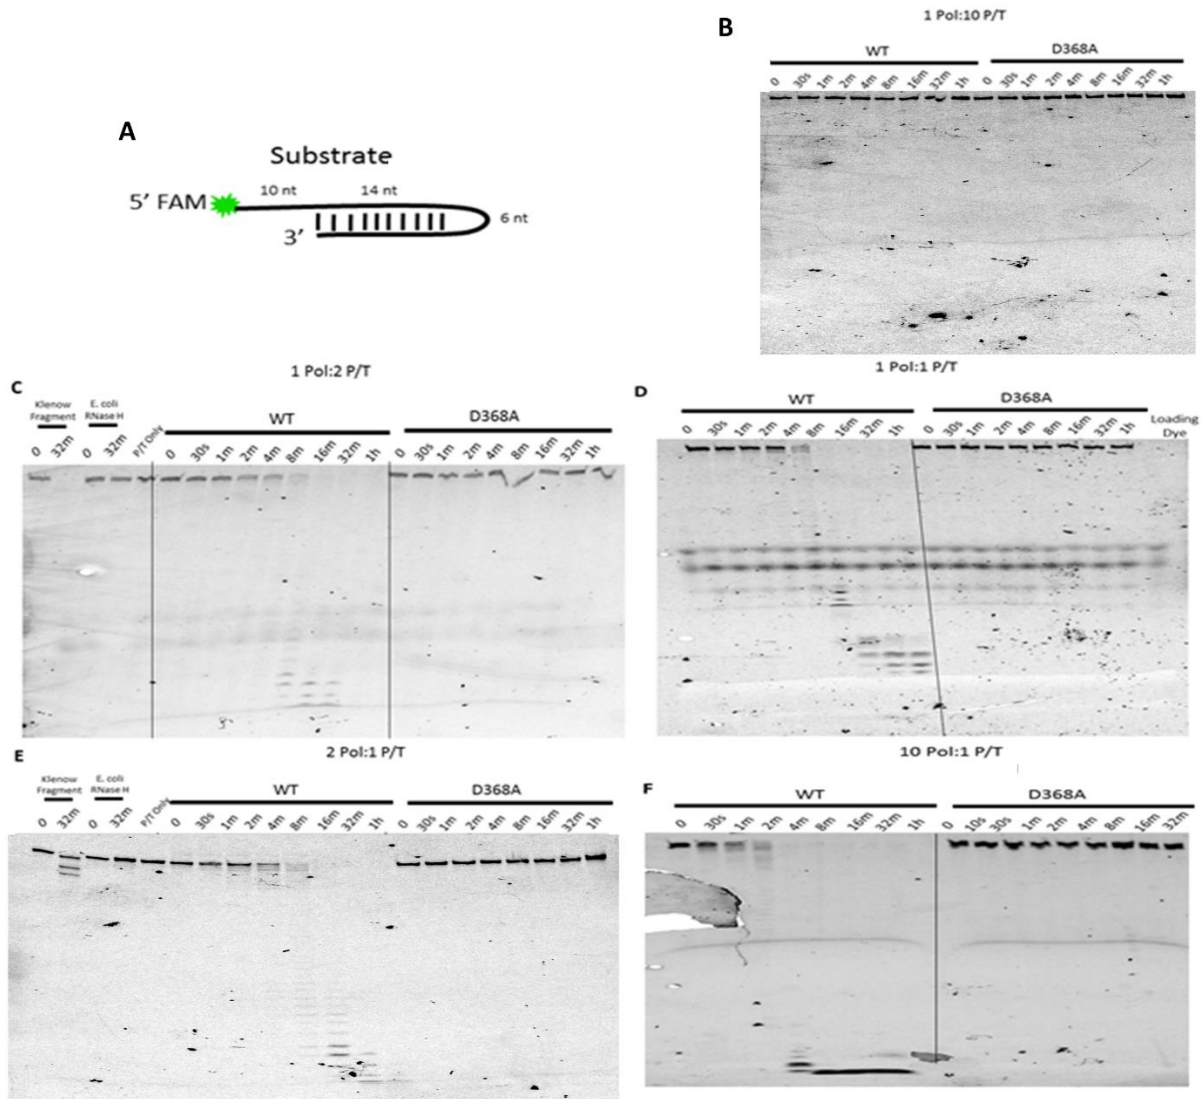 A
Substrate
5' FAM
10 nt
14 nt
6 nt
3'
B
1 Pol:10 P/T
WT
D368A
0 30s 1m 2m 4m 8m 16m 32m 1h 0 30s 1m 2m 4m 8m 16m 32m 1h
C
1 Pol:2 P/T
Klenow
Fragment
E. coli
RNase H
WT
D368A
0 32m 0 32m P/T Only 0 30s 1m 2m 4m 8m 16m 32m 1h 0 30s 1m 2m 4m 8m 16m 32m 1h
D
1 Pol:1 P/T
WT
D368A
0 30s 1m 2m 4m 8m 16m 32m 1h 0 30s 1m 2m 4m 8m 16m 32m 1h
Loading
Dye
E
2 Pol:1 P/T
Klenow
Fragment
E. coli
RNase H
WT
D368A
0 32m 0 32m P/T Only 0 30s 1m 2m 4m 8m 16m 32m 1h 0 30s 1m 2m 4m 8m 16m 32m 1h
F
10 Pol:1 P/T
WT
D368A
0 30s 1m 2m 4m 8m 16m 32m 0 10s 30s 1m 2m 4m 8m 16m 32m